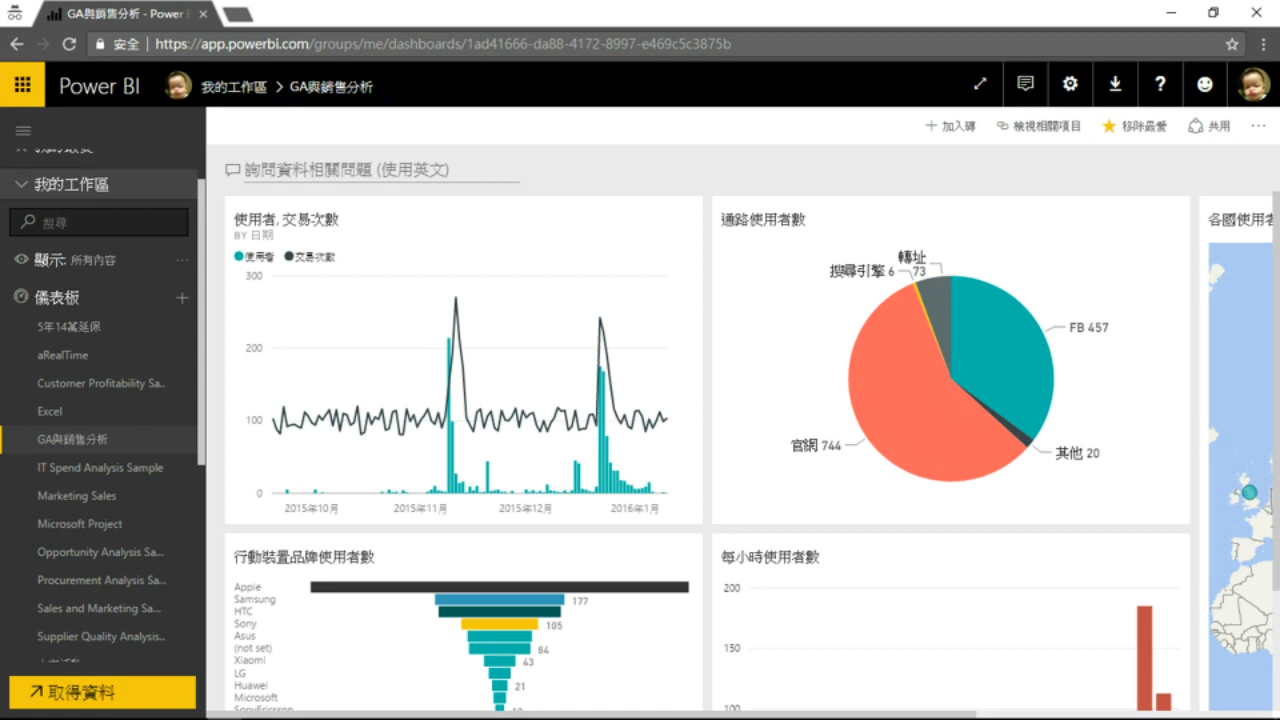 GA與銷售分析 - Power
安全 https://app.powerbi.com/groups/me/dashboards/1ad41666-da88-4172-8997-e469c5c3875b
Power BI 我的工作區 > GA與銷售分析
加入磚 檢視相關項目 移除最愛 共用
我的工作區
搜尋
顯示: 所有內容
儀表板
5年14萬延保
aRealTime
Customer Profitability Sa..
Excel
GA與銷售分析
IT Spend Analysis Sample
Marketing Sales
Microsoft Project
Opportunity Analysis Sa...
Procurement Analysis Sa...
Sales and Marketing Sa...
Supplier Quality Analysis..
取得資料
詢問資料相關問題 (使用英文)
使用者, 交易次數
BY 日期
使用者 交易次數
300
200
100
0
2015年10月 2015年11月 2015年12月 2016年1月
通路使用者數
轉址
73
搜尋引擎 6
FB 457
官網 744
其他 20
各國使用者
行動裝置品牌使用者數
Apple
Samsung 177
HTC
Sony 105
Asus
(not set) 84
Xiaomi 43
LG
Huawei 21
Microsoft
SonyEricsson
每小時使用者數
200
150
100